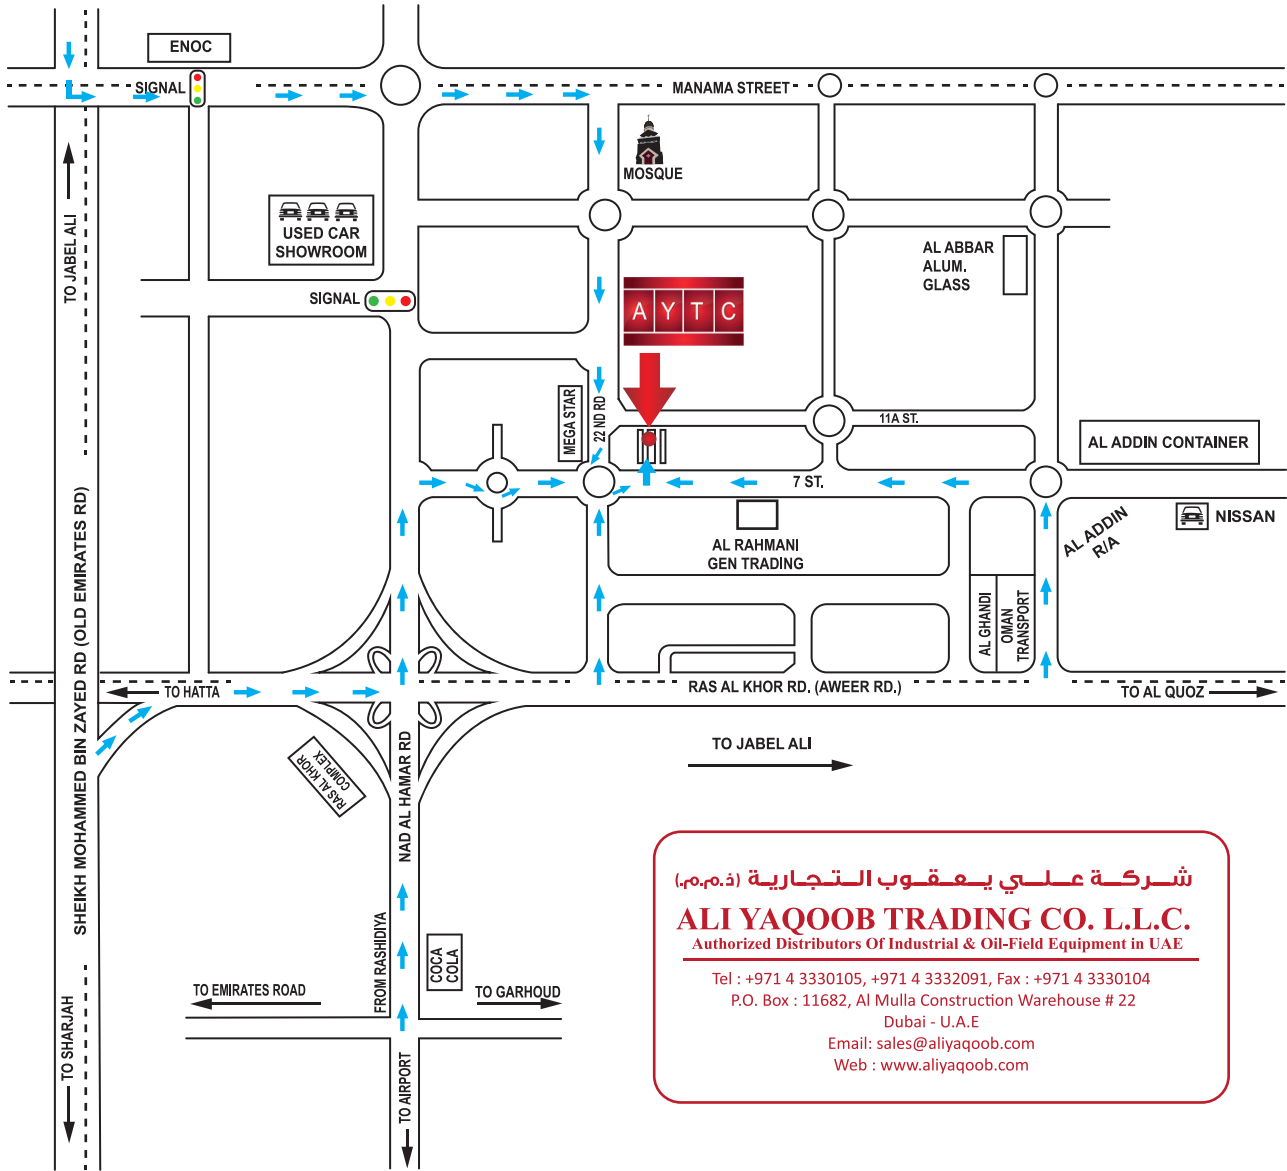 ENOC
SIGNAL
MANAMA STREET
MOSQUE
TO JABEL ALI
USED CAR
SHOWROOM
AL ABBAR
ALUM.
GLASS
SIGNAL
A Y T C
MEGA STAR
22 ND RD
11A ST.
AL ADDIN CONTAINER
7 ST.
NISSAN
AL ADDIN
R/A
AL RAHMANI
GEN TRADING
AL GHANDI
OMAN
TRANSPORT
SHEIKH MOHAMMED BIN ZAYED RD (OLD EMIRATES RD)
TO HATTA
RAS AL KHOR RD. (AWEER RD.)
TO AL QUOZ
TO JABEL ALI
RAS AL KHOR
COMPLEX
NAD AL HAMAR RD
FROM RASHIDIYA
COCA
COLA
TO EMIRATES ROAD
TO GARHOUD
TO SHARJAH
TO AIRPORT
شركة علي يعقوب التجارية (ذ.م.م.)
ALI YAQOOB TRADING CO. L.L.C.
Authorized Distributors Of Industrial & Oil-Field Equipment in UAE
Tel : +971 4 3330105, +971 4 3332091, Fax : +971 4 3330104
P.O. Box : 11682, Al Mulla Construction Warehouse # 22
Dubai - U.A.E
Email: sales@aliyaqoob.com
Web : www.aliyaqoob.com